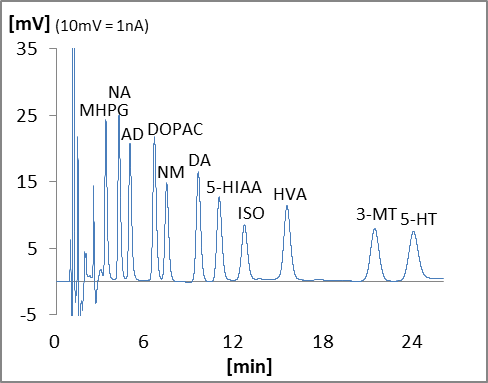 [mV] (10mV = 1nA)
35
25
15
5
-5
MHPG
NA
AD
DOPAC
NM
DA
5-HIAA
ISO
HVA
3-MT
5-HT
0 6 12 18 24
[min]